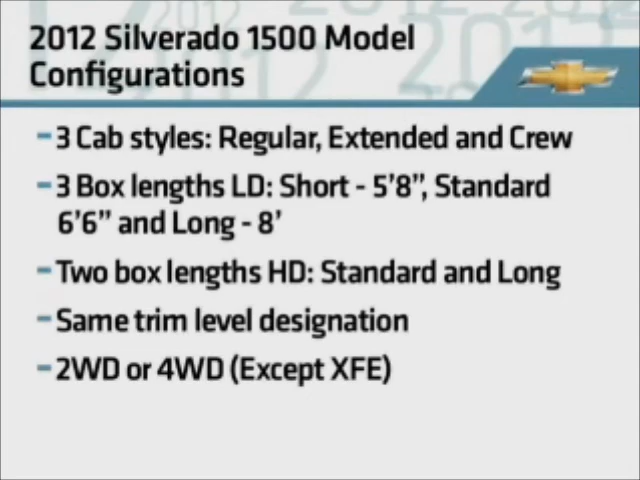 2012 Silverado 1500 Model
Configurations
- 3 Cab styles: Regular, Extended and Crew
- 3 Box lengths LD: Short - 5'8", Standard
6'6" and Long - 8'
- Two box lengths HD: Standard and Long
- Same trim level designation
- 2WD or 4WD (Except XFE)